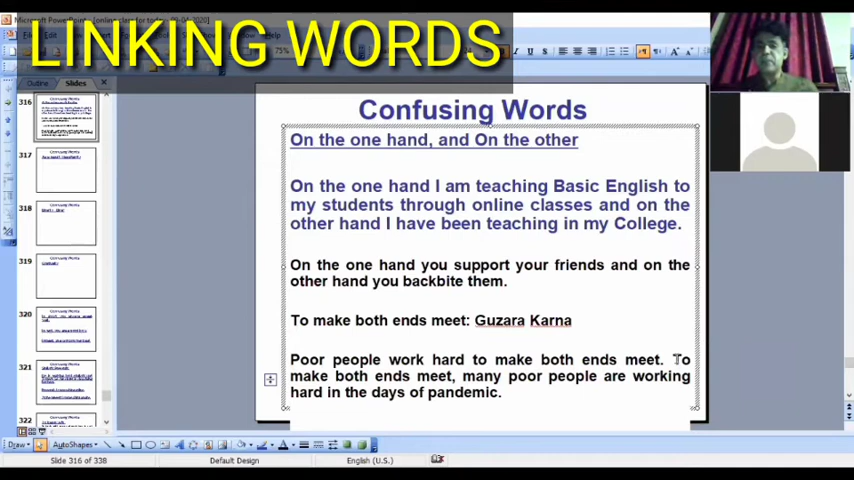 LINKING WORDS
75%
Outline
Slides
316
317
318
319
320
321
322
Confusing Words
On the one hand, and On the other
On the one hand I am teaching Basic English to
my students through online classes and on the
other hand I have been teaching in my College.
On the one hand you support your friends and on the
other hand you backbite them.
To make both ends meet: Guzara Karna
Poor people work hard to make both ends meet. To
make both ends meet, many poor people are working
hard in the days of pandemic.
Draw
AutoShapes
Slide 316 of 338
Default Design
English (U.S.)